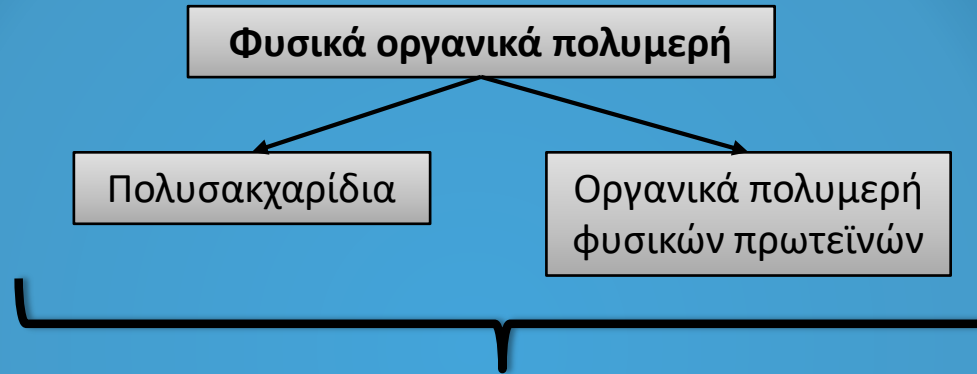 Φυσικά οργανικά πολυμερή
Πολυσακχαρίδια
Οργανικά πολυμερή
φυσικών πρωτεϊνών